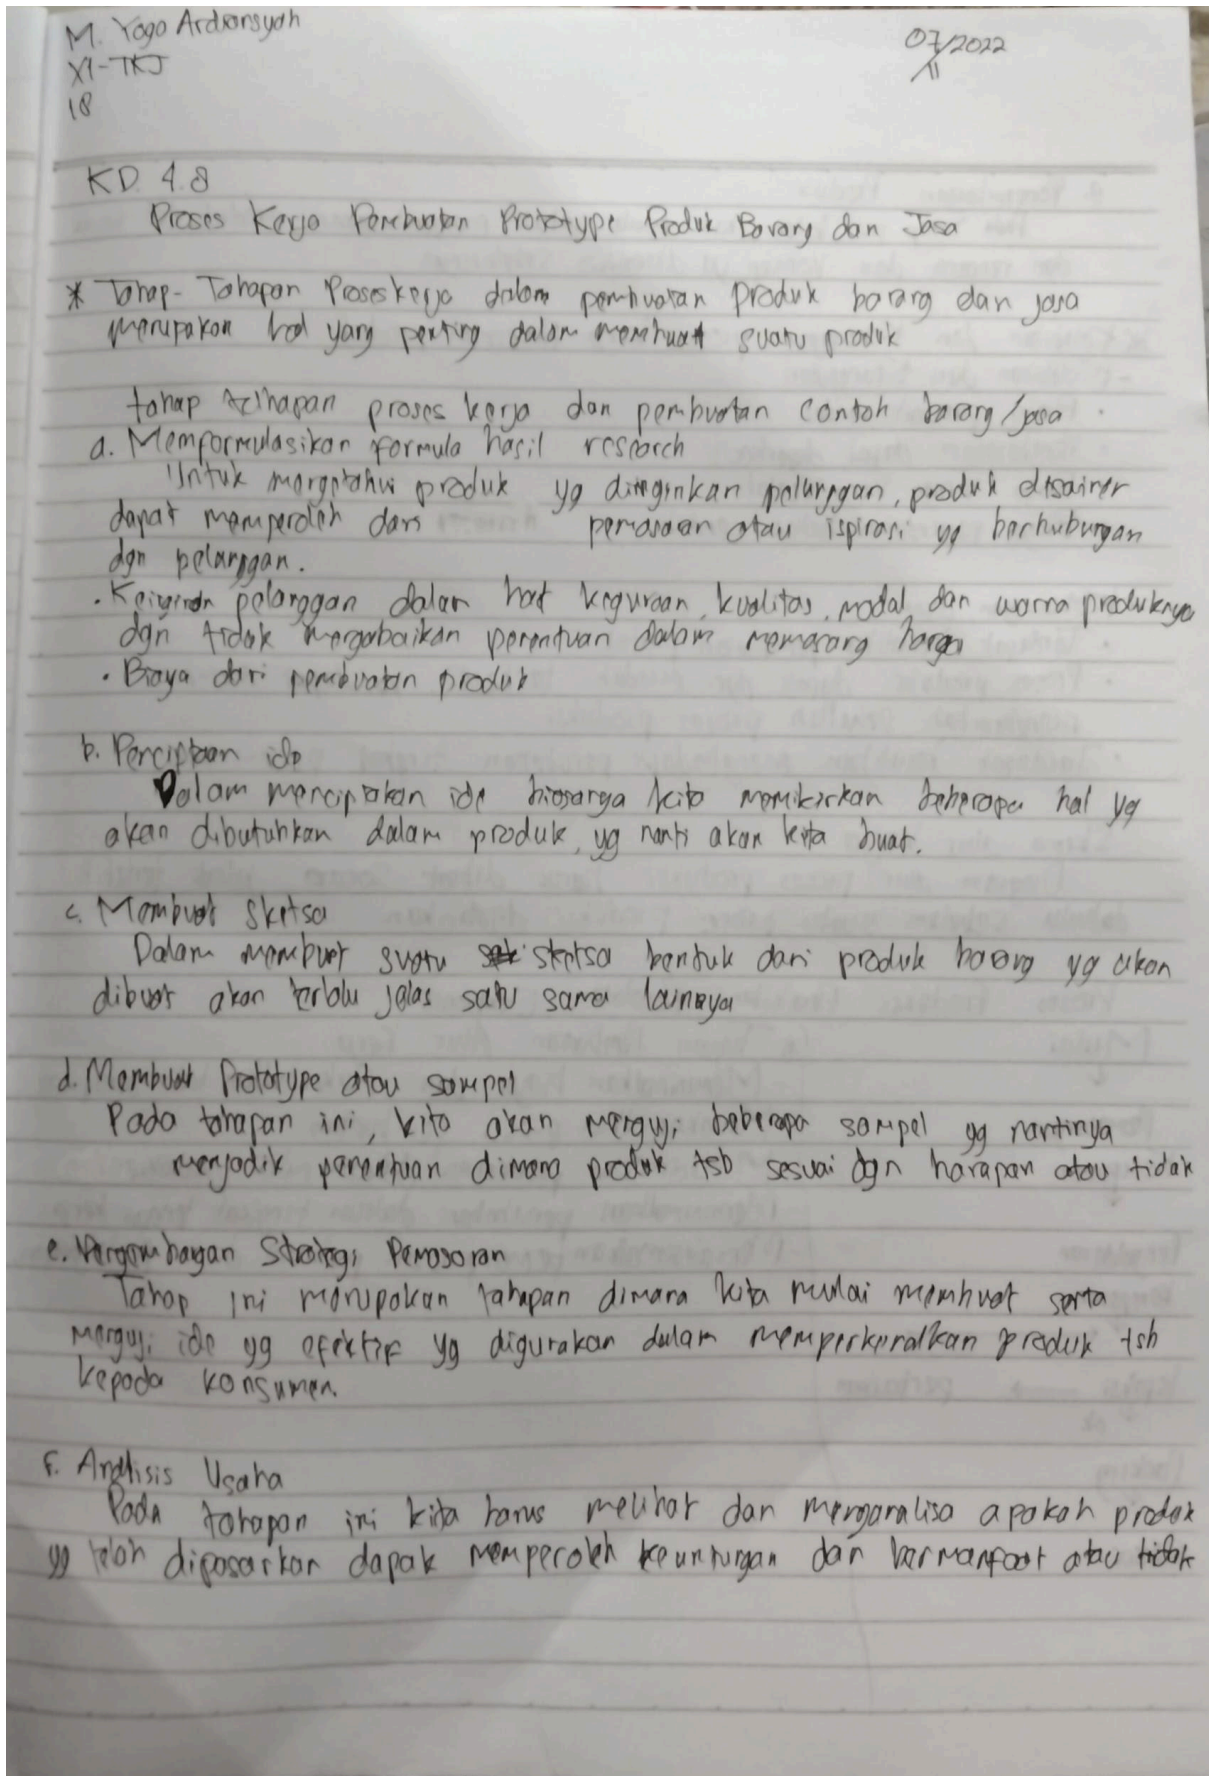 M. Yogo Ardiansyah
07/11/2022
XI-TKJ
18
KD. 4.8
Proses Kerja Pembuatan Prototype Produk Barang dan Jasa
* Tahap-Tahapan Proses kerja dalam pembuatan produk barang dan jasa
merupakan hal yang penting dalam membuat suatu produk
tahap tahapan proses kerja dan pembuatan contoh barang/jasa
a. Memformulasikan formula hasil research
Untuk mengetahui produk yg diinginkan pelanggan, produk disainer
dapat memperoleh dari pemasaran atau ispirasi yg berhubungan
dgn pelanggan.
. Keinginan pelanggan dalam hal kegunaan, kualitas, modal, dan warna produknya
dgn tidak mengabaikan penentuan dalam memasang harga
. Biaya dari pembuatan produk
b. Penciptaan ide
Dalam menciptakan ide biasanya kita memikirkan beberapa hal yg
akan dibutuhkan dalam produk, yg nanti akan kita buat.
c. Membuat Sketsa
Dalam membuat suatu sketsa bentuk dari produk barang yg akan
dibuat akan terlalu jelas satu sama lainnya
d. Membuat Prototype atau sampel
Pada tahapan ini, kita akan menguji beberapa sampel yg nantinya
menjadik penentuan dimana produk tsb sesuai dgn harapan atau tidak
e. Pengembangan Strategi Pemasaran
Tahap ini merupakan tahapan dimana kita mulai membuat serta
menguji ide yg efektif yg digunakan dalam memperkenalkan produk tsb
kepada konsumen.
f. Analisis Usaha
Pada tahapan ini kita harus melihat dan menganalisa apakah produk
yg telah dipasarkan dapak memperoleh keuntungan dan bermanfaat atau tidak